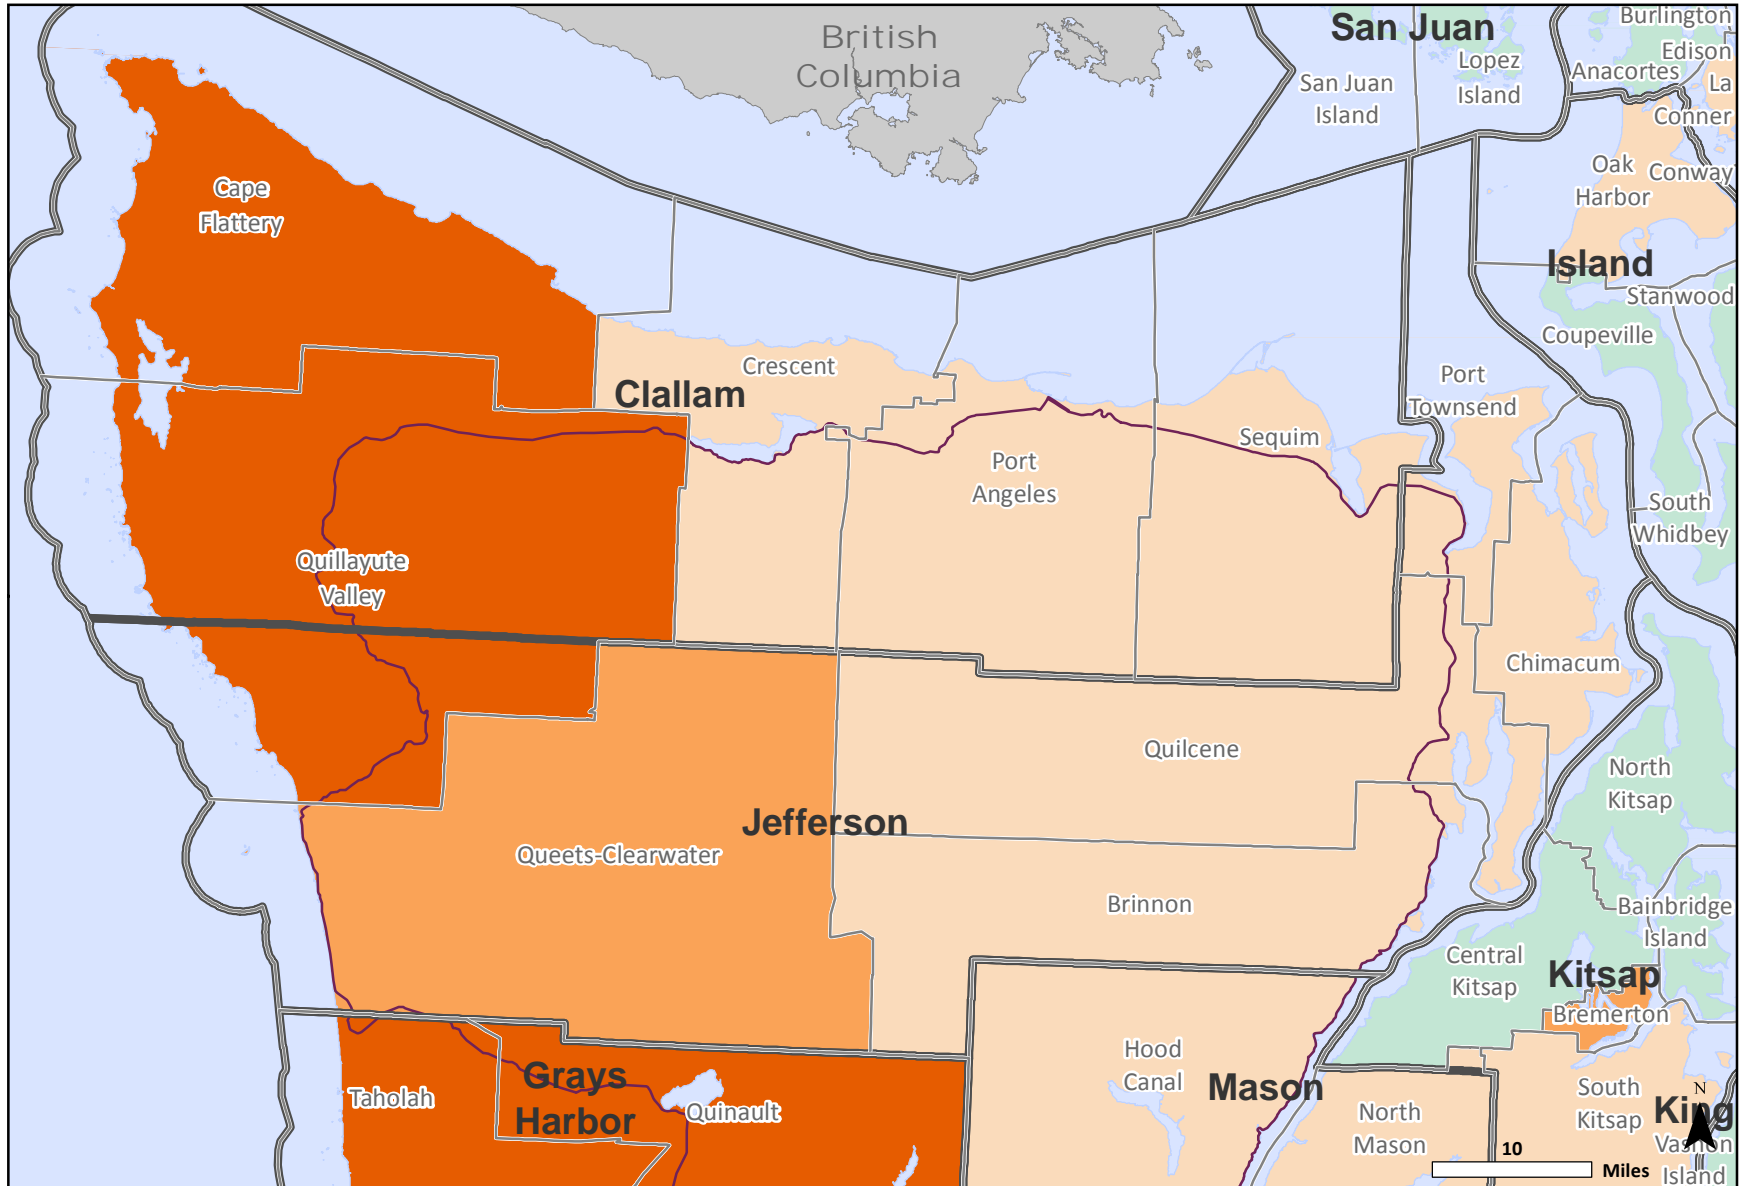 British
Columbia
San Juan
San Juan
Island
Lopez
Island
Burlington
Edison
Anacortes
La
Conner
Oak
Harbor
Conway
Island
Stanwood
Coupeville
Cape
Flattery
Crescent
Clallam
Port
Townsend
Sequim
Port
Angeles
South
Whidbey
Quillayute
Valley
Chimacum
Quilcene
North
Kitsap
Jefferson
Queets-Clearwater
Brinnon
Bainbridge
Island
Central
Kitsap
Kitsap
Bremerton
Hood
Canal
Grays
Harbor
Mason
Taholah
Quinault
North
Mason
South
Kitsap
King
N
Vashon
Island
10
Miles